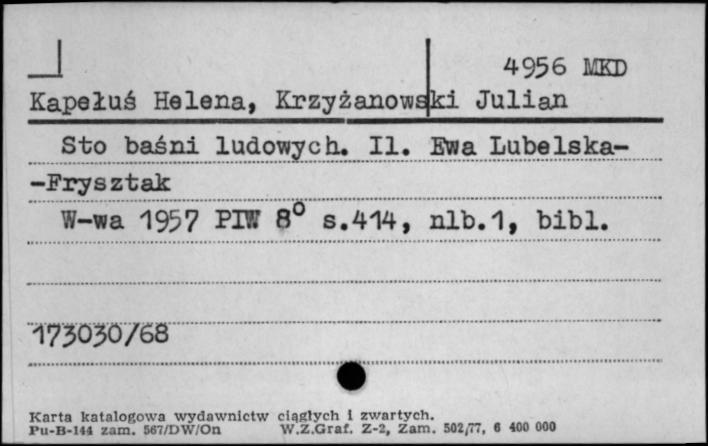 4956 MKD
Kapełuś Helena, Krzyżanowski Julian
Sto baśni ludowych. Il. Ewa Lubelska-
-Frysztak
W-wa 1957 PIW 8° s.414, nlb.1, bibl.
173030/68
Karta katalogowa wydawnictw ciągłych i zwartych.
Pu-B-144 zam. 567/DW/On W.Z.Graf. Z-2, Zam. 502/77, 6 400 000